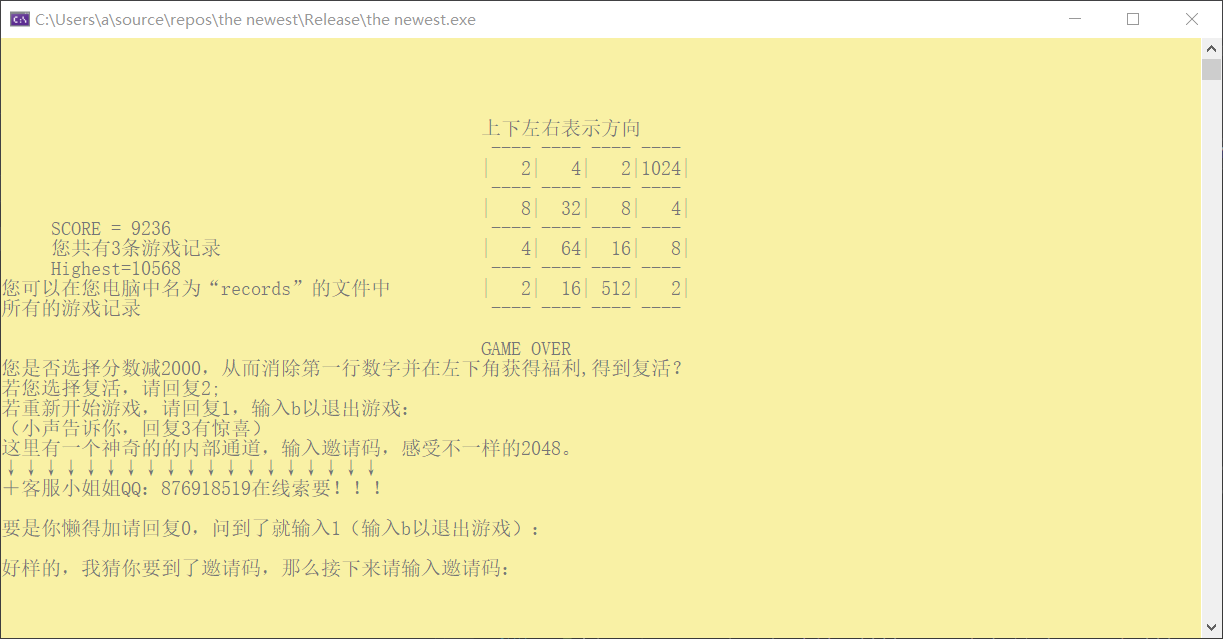 C:\Users\a\source\repos\the newest\Release\the newest.exe
上下左右表示方向
---- ---- ---- ----
|   2|   4|   2|1024|
---- ---- ---- ----
|   8|  32|   8|   4|
---- ---- ---- ----
|   4|  64|  16|   8|
---- ---- ---- ----
|   2|  16| 512|   2|
---- ---- ---- ----
SCORE = 9236
您共有3条游戏记录
Highest=10568
您可以在您电脑中名为“records”的文件中
所有的游戏记录
GAME OVER
您是否选择分数减2000，从而消除第一行数字并在左下角获得福利,得到复活?
若您选择复活，请回复2;
若重新开始游戏，请回复1，输入b以退出游戏:
（小声告诉你，回复3有惊喜）
这里有一个神奇的的内部通道，输入邀请码，感受不一样的2048。
↓↓↓↓↓↓↓↓↓↓↓↓↓↓↓↓↓↓↓
＋客服小姐姐QQ：876918519在线索要！！！
要是你懒得加请回复0，问到了就输入1（输入b以退出游戏）:
好样的，我猜你要到了邀请码，那么接下来请输入邀请码: